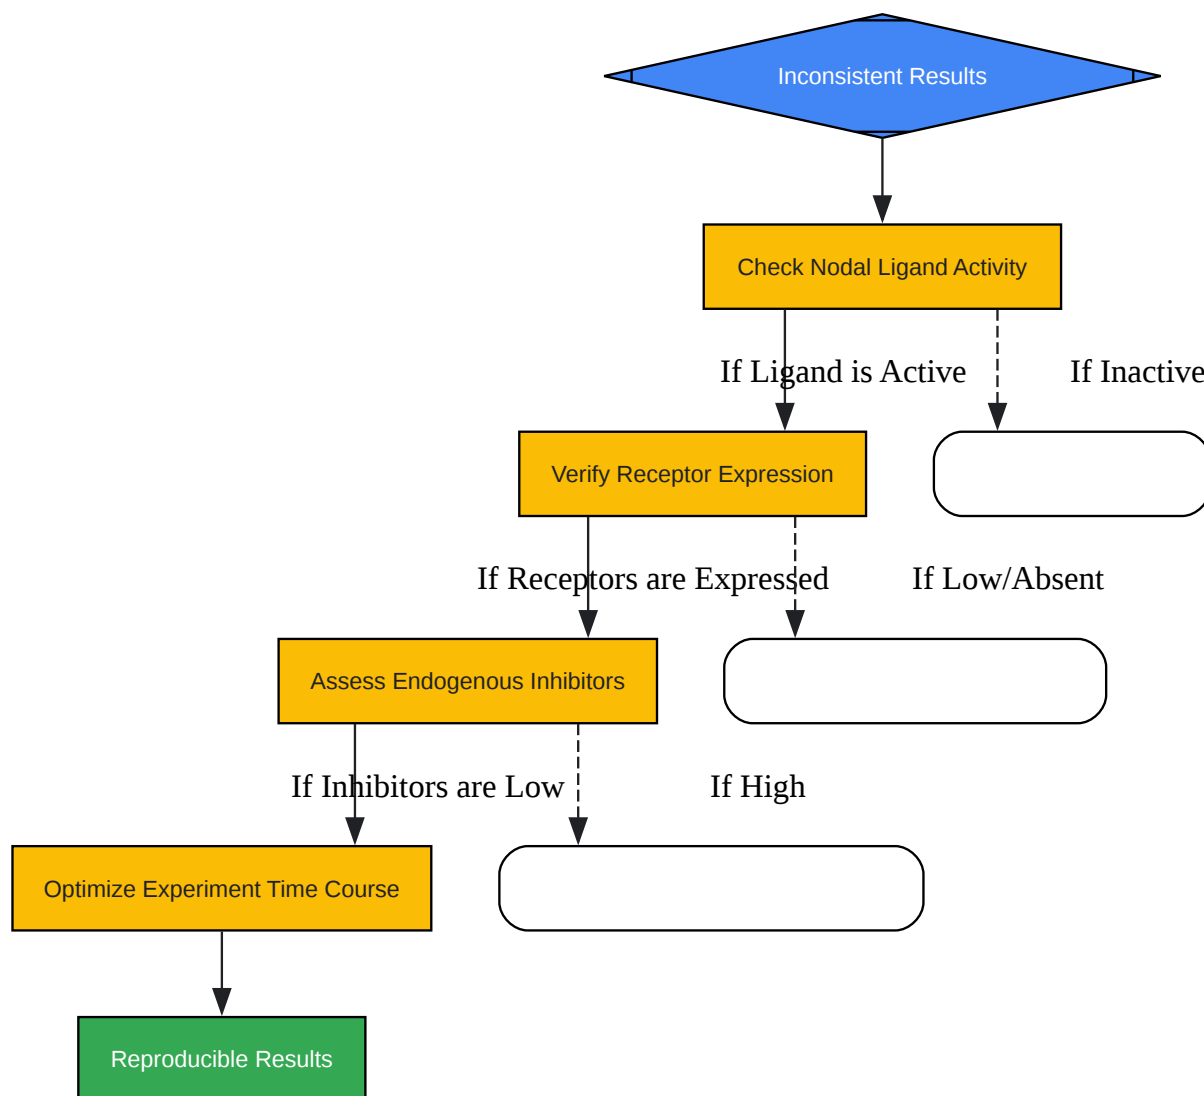 Inconsistent Results
Check Nodal Ligand Activity
If Ligand is Active
If Inactive
Verify Receptor Expression
If Receptors are Expressed
If Low/Absent
Assess Endogenous Inhibitors
If Inhibitors are Low
If High
Optimize Experiment Time Course
Reproducible Results